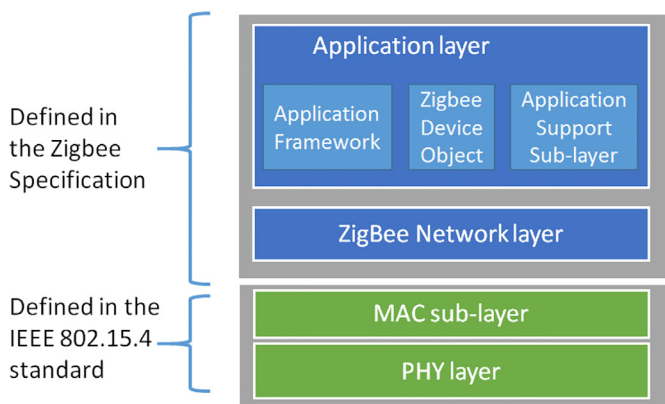 Defined in
the Zigbee
Specification
Application layer
Application
Framework
Zigbee
Device
Object
Application
Support
Sub-layer
ZigBee Network layer
Defined in the
IEEE 802.15.4
standard
MAC sub-layer
PHY layer